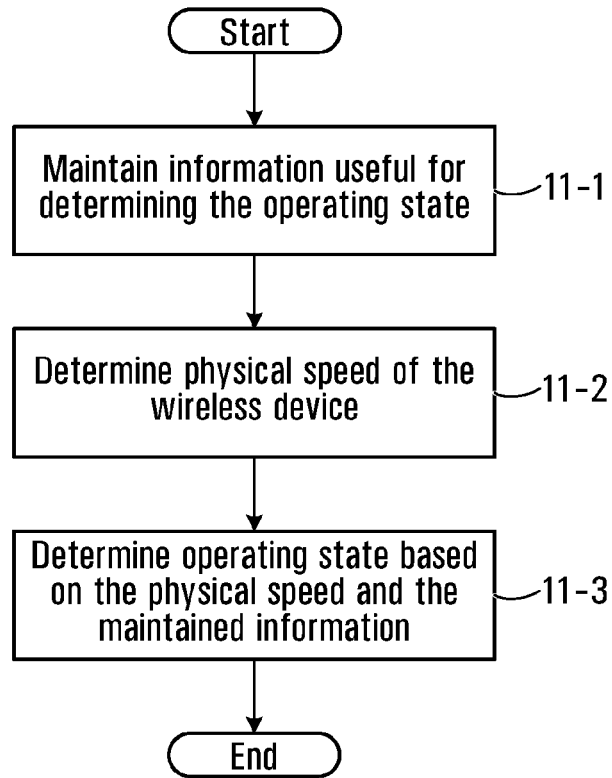 Start
Maintain information useful for
determining the operating state
11-1
Determine physical speed of the
wireless device
11-2
Determine operating state based
on the physical speed and the
maintained information
11-3
End